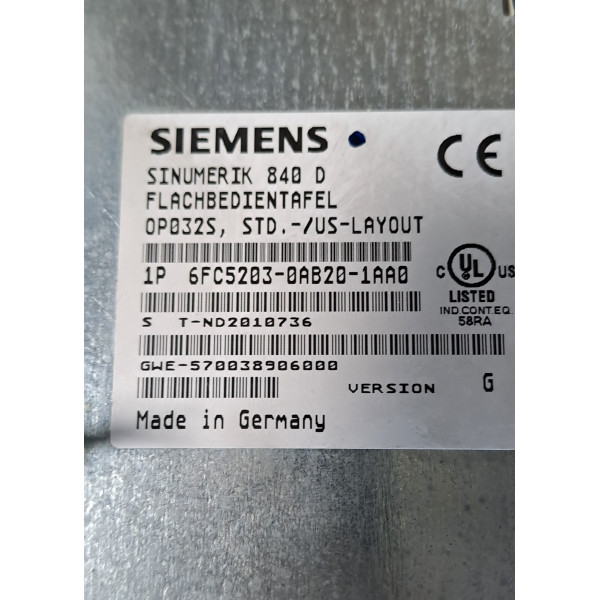 SIEMENS
CE
SINUMERIK 840 D
FLACHBEDIENTAFEL
OP032S, STD.-/US-LAYOUT
1P 6FC5203-0AB20-1AA0
C UL US
LISTED
IND.CONT.EQ.
58RA
S T-ND2010736
GWE-570038906000
VERSION G
Made in Germany